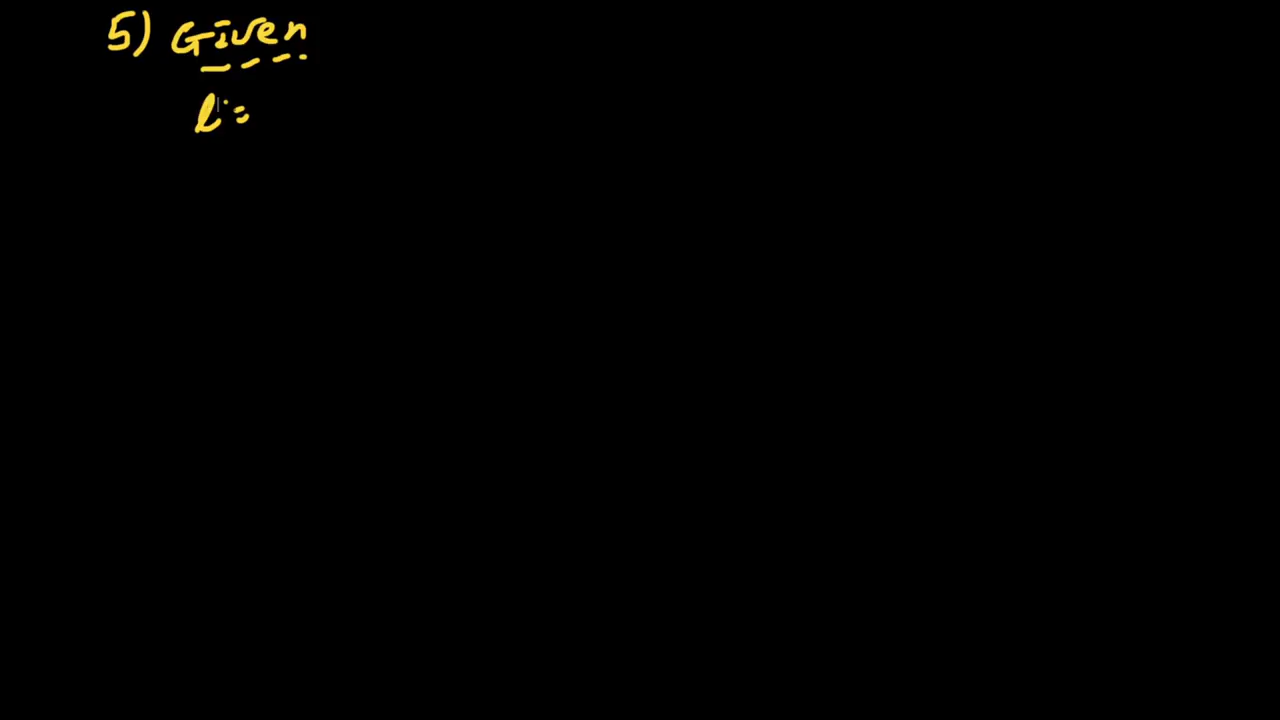 5) Given
l =